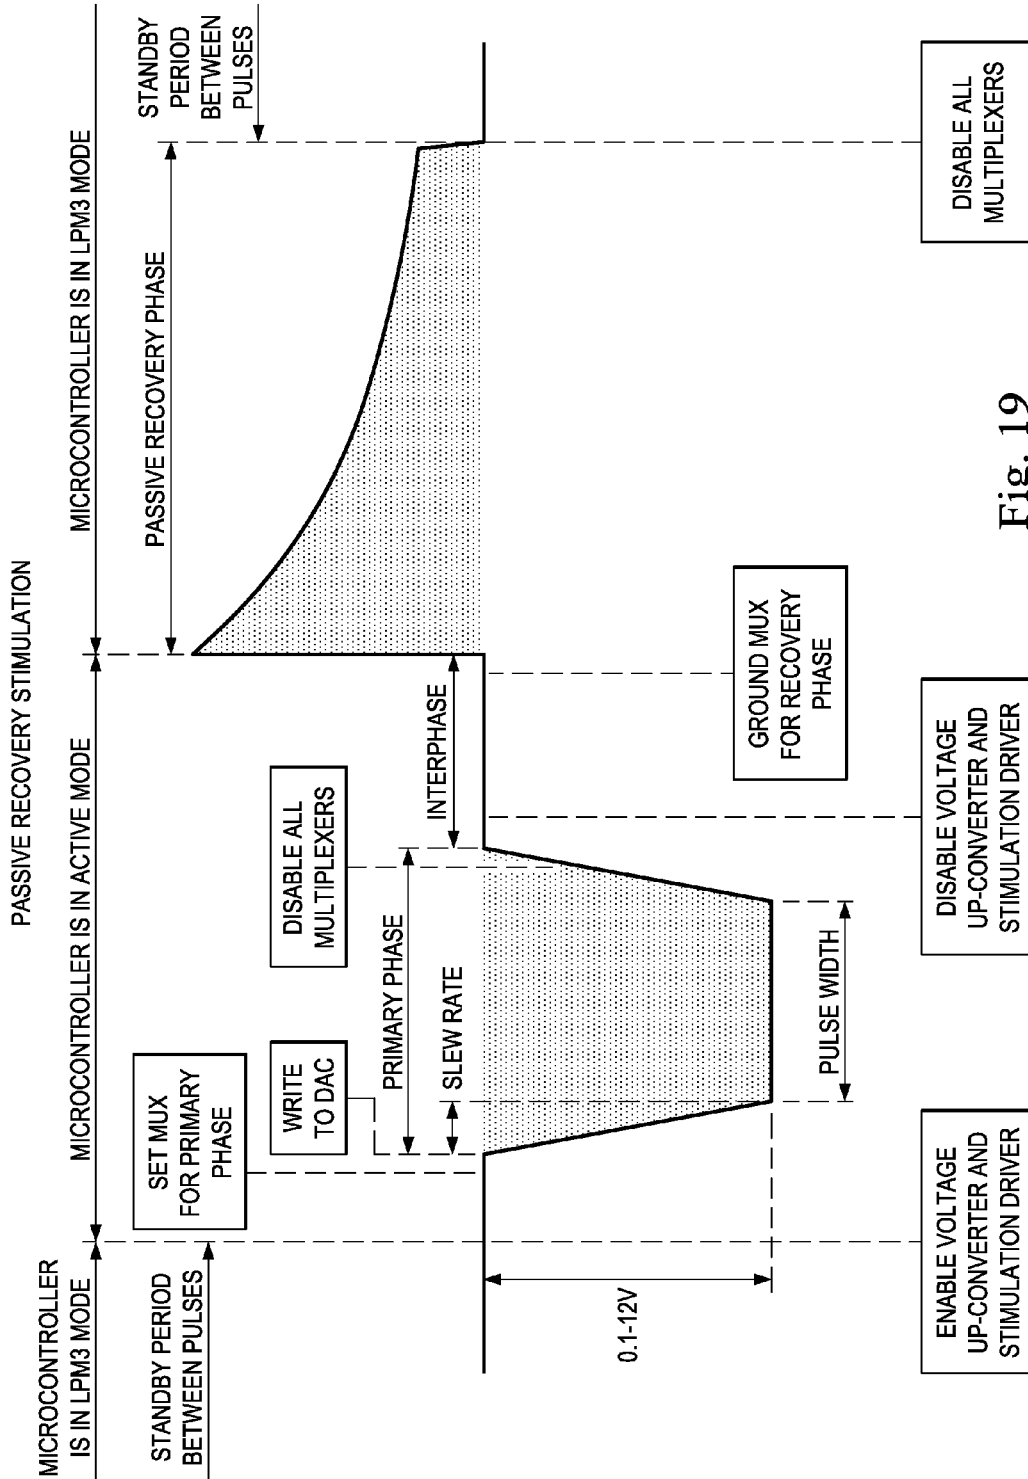 PASSIVE RECOVERY STIMULATION
MICROCONTROLLER
IS IN LPM3 MODE
MICROCONTROLLER IS IN ACTIVE MODE
MICROCONTROLLER IS IN LPM3 MODE
STANDBY PERIOD
BETWEEN PULSES
SET MUX
FOR PRIMARY
PHASE
PASSIVE RECOVERY PHASE
STANDBY
PERIOD
BETWEEN
PULSES
WRITE
TO DAC
DISABLE ALL
MULTIPLEXERS
PRIMARY PHASE
SLEW RATE
INTERPHASE
0.1-12V
PULSE WIDTH
GROUND MUX
FOR RECOVERY
PHASE
ENABLE VOLTAGE
UP-CONVERTER AND
STIMULATION DRIVER
DISABLE VOLTAGE
UP-CONVERTER AND
STIMULATION DRIVER
DISABLE ALL
MULTIPLEXERS
Fig. 19